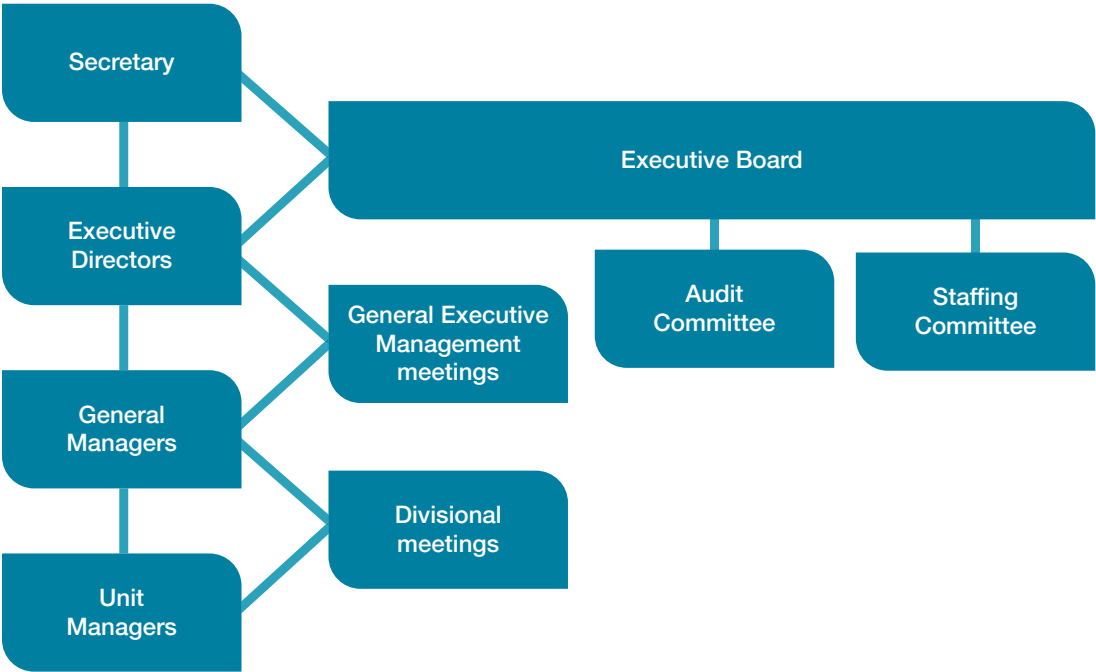 Secretary
Executive Board
Executive
Directors
Audit
Committee
Staffing
Committee
General Executive
Management
meetings
General
Managers
Divisional
meetings
Unit
Managers